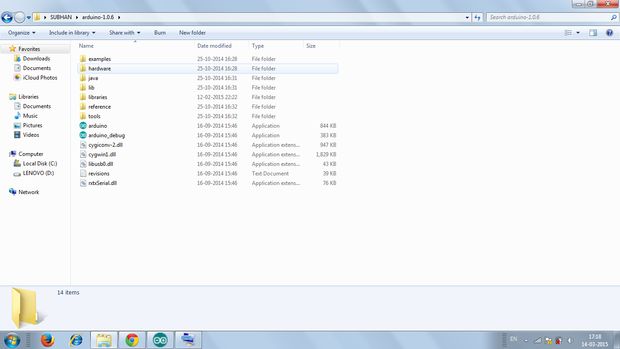 SUBHAN ▸ arduino-1.0.6
Search arduino-1.0.6
Organize Include in library Share with Burn New folder
Favorites
Downloads
Documents
iCloud Photos
Libraries
Documents
Music
Pictures
Videos
Computer
Local Disk (C:)
LENOVO (D:)
Network
Name Date modified Type Size
examples 25-10-2014 16:28 File folder
hardware 25-10-2014 16:28 File folder
java 25-10-2014 16:31 File folder
lib 25-10-2014 16:31 File folder
libraries 12-02-2015 22:22 File folder
reference 25-10-2014 16:32 File folder
tools 25-10-2014 16:32 File folder
arduino 16-09-2014 15:46 Application 844 KB
arduino_debug 16-09-2014 15:46 Application 383 KB
cygiconv-2.dll 16-09-2014 15:46 Application extens... 947 KB
cygwin1.dll 16-09-2014 15:46 Application extens... 1,829 KB
libusb0.dll 16-09-2014 15:46 Application extens... 43 KB
revisions 16-09-2014 15:46 Text Document 39 KB
rxtxSerial.dll 16-09-2014 15:46 Application extens... 76 KB
14 items
EN
17:18
14-03-2015